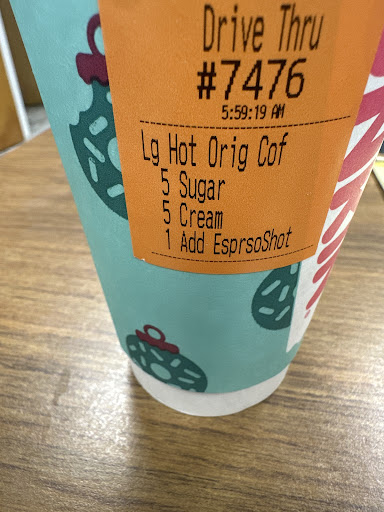 Drive Thru
#7476
5:59:19 AM
Lg Hot Orig Cof
5 Sugar
5 Cream
1 Add EsprsoShot